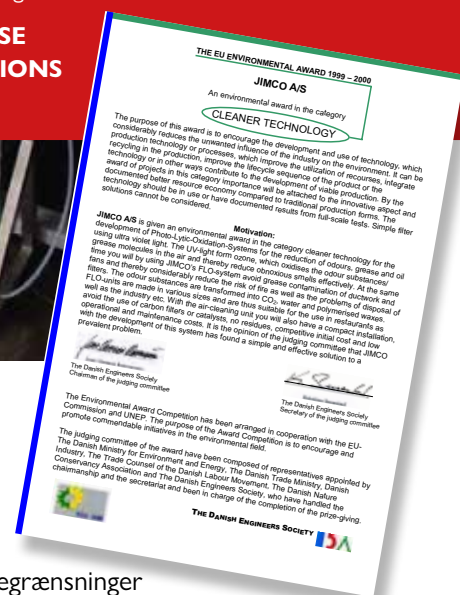 SE
IONS
THE EU ENVIRONMENTAL AWARD 1999 – 2000
JIMCO A/S
An environmental award in the category
CLEANER TECHNOLOGY
The purpose of this award is to encourage the development and use of technology, which
considerably reduces the unwanted influence of the industry on the environment. It can be
production technology or processes, which improve the utilization of recourses, integrate
recycling in the production, improve the lifecycle sequence of the product or the
technology or in other ways contribute to the development of viable production. By the
award of projects in this category importance will be attached to the innovative aspect and
documented better resource economy compared to traditional production forms. The
technology should be in use or have documented results from full-scale tests. Simple filter
solutions cannot be considered.
Motivation:
JIMCO A/S is given an environmental award in the category cleaner technology for the
development of Photo-Lytic-Oxidation-Systems for the reduction of odours, grease and oil
using ultra violet light. The UV-light form ozone, which oxidises the odour substances/
grease molecules in the air and thereby reduce obnoxious smells effectively. At the same
time you will by using JIMCO's FLO-system avoid grease contamination of ductwork and
fans and thereby considerably reduce the risk of fire as well as the problems of disposal of
filters. The odour substances are transformed into CO2, water and polymerised waxes.
FLO-units are made in various sizes and are thus suitable for the use in restaurants as
well as the industry etc. With the air-cleaning unit you will also have a compact installation,
avoid the use of carbon filters or catalysts, no residues, competitive initial cost and low
operational and maintenance costs. It is the opinion of the judging committee that JIMCO
with the development of this system has found a simple and effective solution to a
prevalent problem.
The Danish Engineers Society
Chairman of the judging committee
The Danish Engineers Society
Secretary of the judging committee
The Environmental Award Competition has been arranged in cooperation with the EU-
Commission and UNEP. The purpose of the Award Competition is to encourage and
promote commendable initiatives in the environmental field.
The judging committee of the award have been composed of representatives appointed by
The Danish Ministry for Environment and Energy, The Danish Trade Ministry, Danish
Industry, The Trade Counsel of the Danish Labour Movement, The Danish Nature
Conservancy Association and The Danish Engineers Society, who have handled the
chairmanship and the secretariat and been in charge of the completion of the prize-giving.
THE DANISH ENGINEERS SOCIETY IDA
egrænsninger